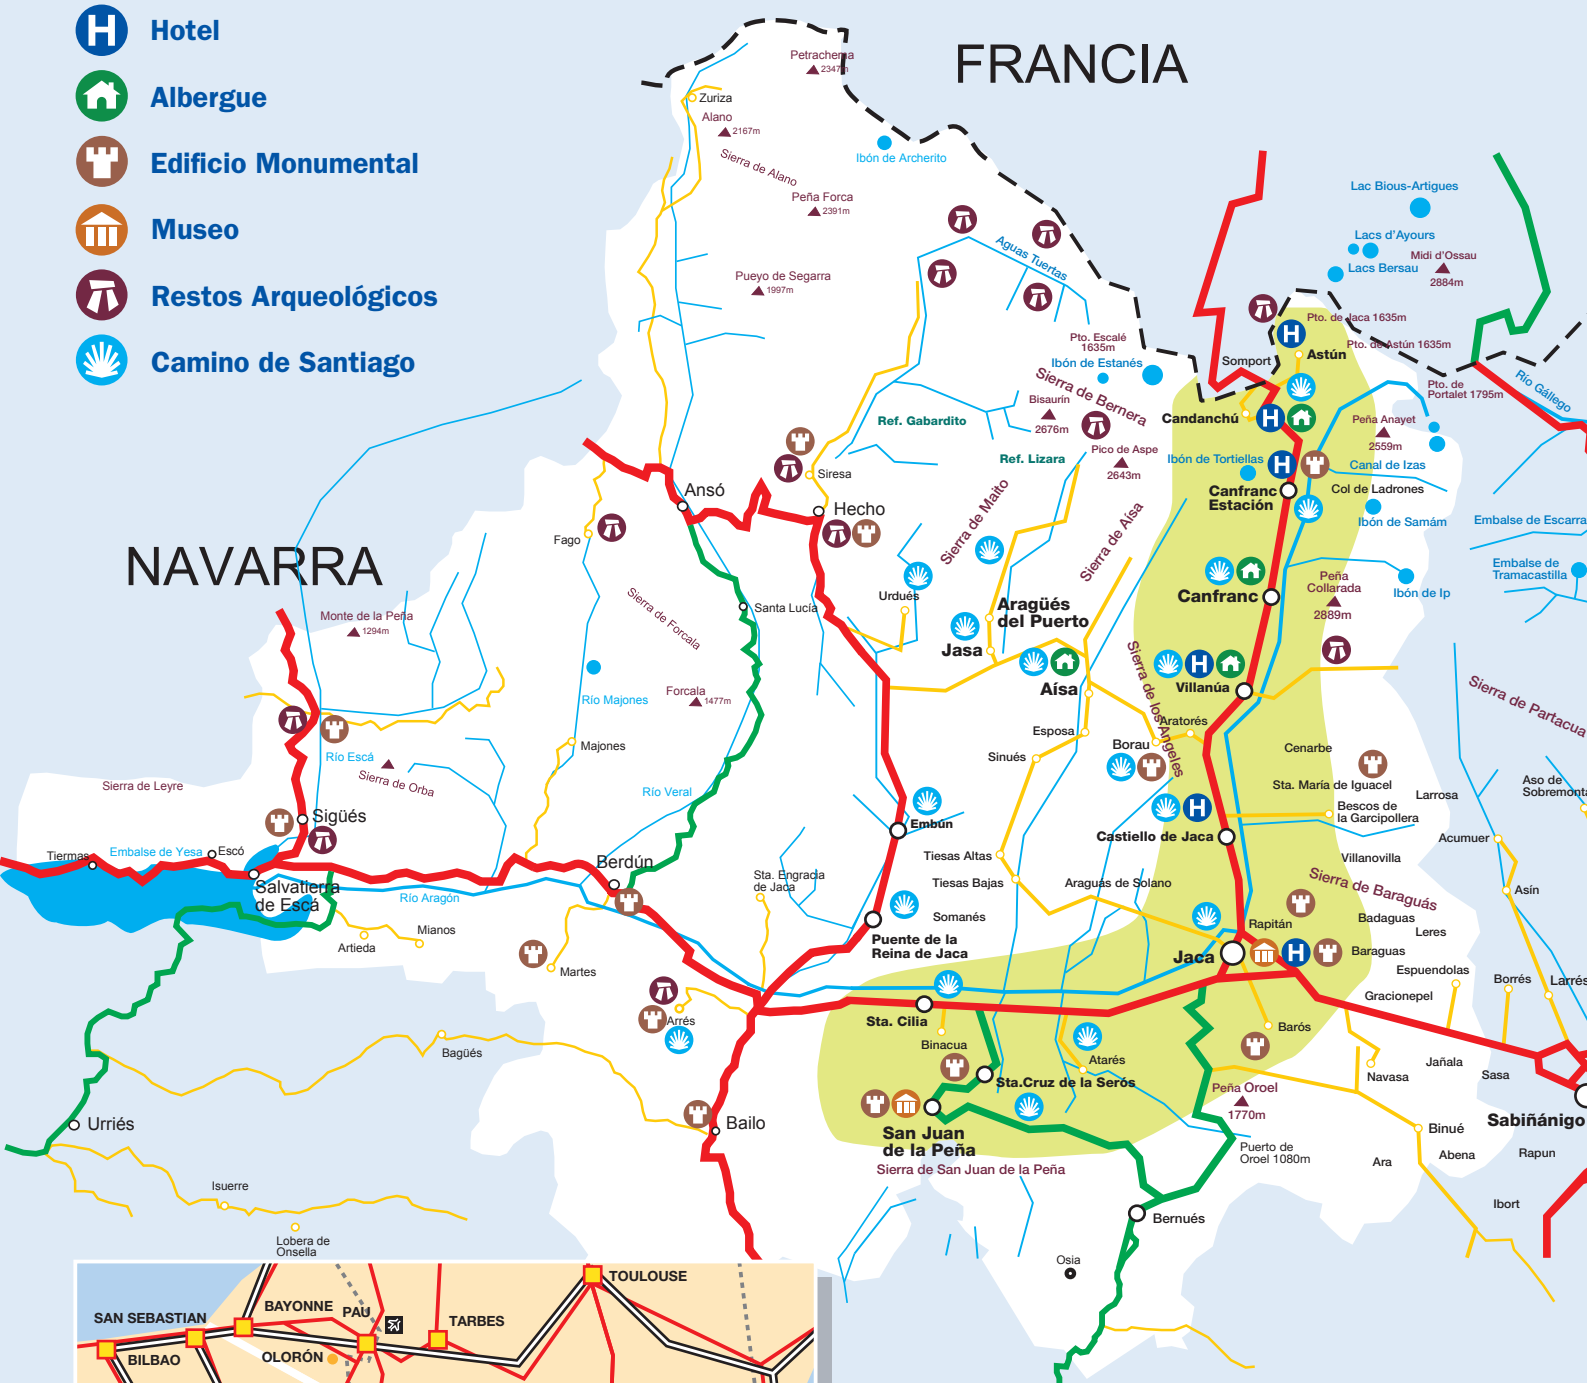 Hotel
Albergue
Edificio Monumental
Museo
Restos Arqueológicos
Camino de Santiago
FRANCIA
NAVARRA
Petrachema
2347m
Zuriza
Alano
2167m
Sierra de Alano
Ibón de Archerito
Peña Forca
2391m
Pueyo de Segarra
1997m
Aguas Tuertas
Lac Bious-Artigues
Lacs d'Ayours
Lacs Bersau
Midi d'Ossau
2884m
Pto. de Jaca 1635m
Pto. de Astún 1635m
Astún
Somport
Pto. Escalé
1635m
Ibón de Estanés
Sierra de Bernera
Bisaurín
2676m
Pico de Aspe
2643m
Ref. Gabardito
Ref. Lizara
Candanchú
Pto. de
Portalet 1795m
Río Gállego
Peña Anayet
2559m
Ibón de Tortiellas
Canal de Izas
Canfranc
Estación
Col de Ladrones
Ibón de Samám
Embalse de Escarra
Embalse de
Tramacastilla
Siresa
Ansó
Hecho
Fago
Sierra de Maito
Sierra de Aísa
Urdués
Santa Lucía
Sierra de Forcala
Monte de la Peña
1294m
Aragüés
del Puerto
Jasa
Canfranc
Peña
Collarada
2889m
Ibón de Ip
Aísa
Villanúa
Sierra de los Angeles
Sierra de Partacua
Río Majones
Forcala
1477m
Majones
Esposa
Sinués
Aratorés
Borau
Cenarbe
Sta. María de Iguacel
Larrosa
Bescos de
la Garcipollera
Aso de
Sobremonte
Río Escá
Sierra de Orba
Sierra de Leyre
Río Veral
Sigüés
Embún
Castiello de Jaca
Acumuer
Villanovilla
Tiermas
Embalse de Yesa
Escó
Salvatierra
de Escá
Berdún
Río Aragón
Sta. Engracia
de Jaca
Tiesas Altas
Tiesas Bajas
Araguás de Solano
Sierra de Baraguás
Asín
Somanés
Rapitán
Badaguas
Leres
Mianos
Artieda
Martes
Puente de la
Reina de Jaca
Jaca
Baraguas
Espuendolas
Borrés
Larrés
Gracionepel
Arrés
Sta. Cilia
Binacua
Barós
Bagüés
Atarés
Jañala
Sasa
Navasa
Sta.Cruz de la Serós
Peña Oroel
1770m
Urriés
Bailo
San Juan
de la Peña
Sierra de San Juan de la Peña
Puerto de
Oroel 1080m
Binué
Abena
Sabiñánigo
Rapun
Ara
Isuerre
Ibort
Bernués
Lobera de
Onsella
Osia
TOULOUSE
SAN SEBASTIAN
BAYONNE
PAU
TARBES
BILBAO
OLORÓN